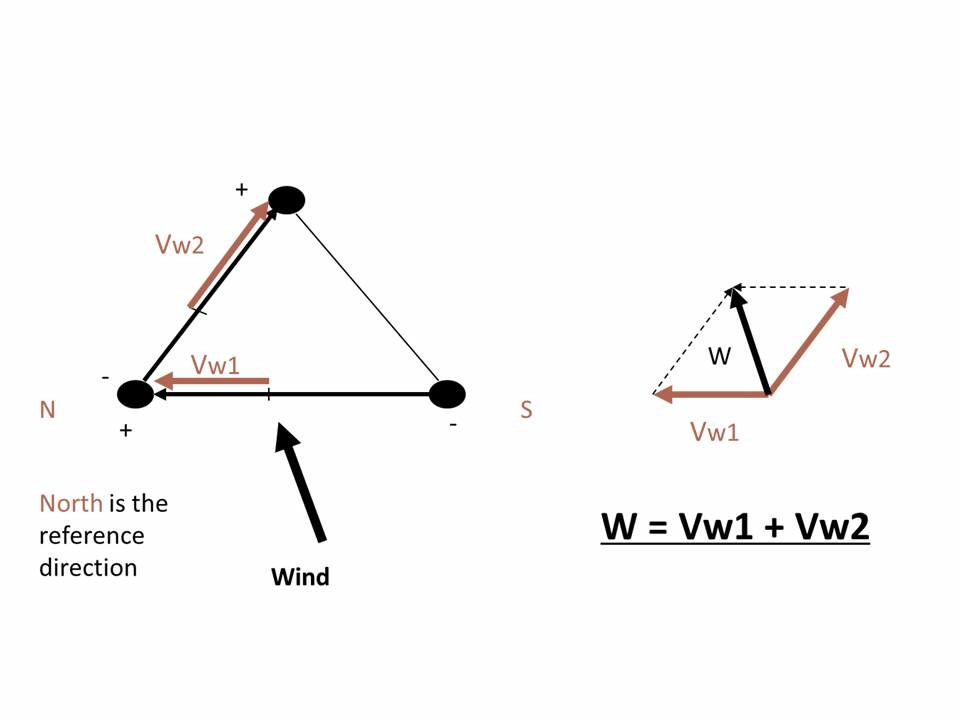 +
Vw2
Vw1
-
N
+
-
S
W
Vw2
Vw1
North is the
reference
direction
Wind
W = Vw1 + Vw2